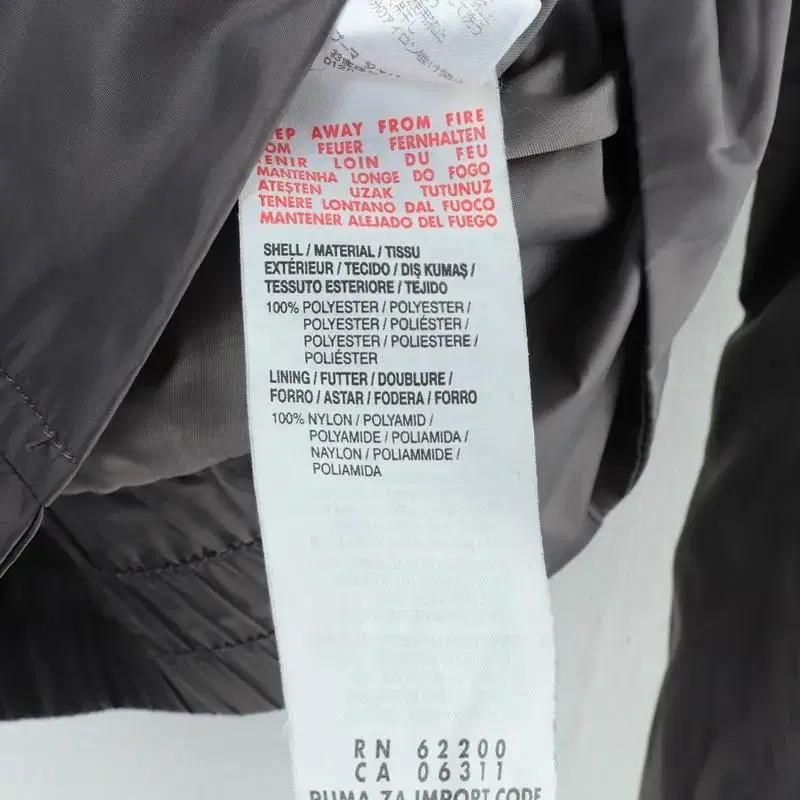 EP AWAY FROM FIRE
OM FEUER FERNHALTEN
ENIR LOIN DU FEU
MANTENHA LONGE DO FOGO
ATEŞTEN UZAK TUTUNUZ
TENERE LONTANO DAL FUOCO
MANTENER ALEJADO DEL FUEGO
SHELL / MATERIAL / TISSU
EXTÉRIEUR / TECIDO / DIŞ KUMAŞ /
TESSUTO ESTERIORE / TEJIDO
100% POLYESTER / POLYESTER /
POLYESTER / POLIÉSTER /
POLYESTER / POLIESTERE /
POLIÉSTER
LINING / FUTTER / DOUBLURE /
FORRO / ASTAR / FODERA / FORRO
100% NYLON / POLYAMID /
POLYAMIDE / POLIAMIDA /
NAYLON / POLIAMMIDE /
POLIAMIDA
RN 62200
CA 06311
PUMA ZA IMPORT CODE